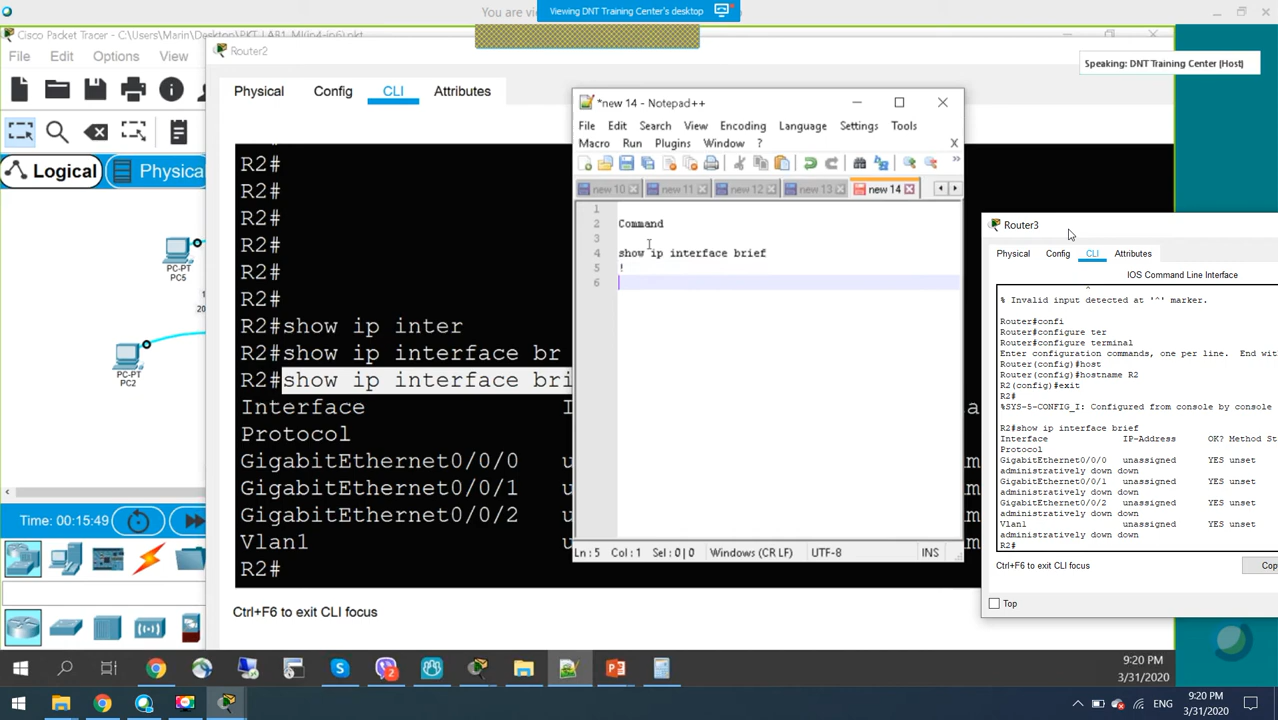 You are vi
Viewing DNT Training Center's desktop
Cisco Packet Tracer - C:\Users\Marin\Desktop\PKT_LAB1_MI(ip4-ip6).pkt
File Edit Options View
Logical
Physica
PC-PT
PC5
PC-PT
PC2
1
20
Time: 00:15:49
Router2
Physical Config CLI Attributes
R2#
R2#
R2#
R2#
R2#
R2#
R2#show ip inter
R2#show ip interface br
R2#show ip interface bri
Interface I
Protocol
GigabitEthernet0/0/0 u
GigabitEthernet0/0/1 u
GigabitEthernet0/0/2 u
Vlan1 u
R2#
Ctrl+F6 to exit CLI focus
*new 14 - Notepad++
File Edit Search View Encoding Language Settings Tools
Macro Run Plugins Window ? X
new 10 new 11 new 12 new 13 new 14
1
2 Command
3
4 show ip interface brief
5 !
6
Ln:5 Col:1 Sel:0|0 Windows (CR LF) UTF-8 INS
Speaking: DNT Training Center (Host)
Router3
Physical Config CLI Attributes
IOS Command Line Interface
^
% Invalid input detected at '^' marker.
Router#confi
Router#configure ter
Router#configure terminal
Enter configuration commands, one per line. End wit
Router(config)#host
Router(config)#hostname R2
R2(config)#exit
R2#
%SYS-5-CONFIG_I: Configured from console by console
R2#show ip interface brief
Interface IP-Address OK? Method St
Protocol
GigabitEthernet0/0/0 unassigned YES unset
administratively down down
GigabitEthernet0/0/1 unassigned YES unset
administratively down down
GigabitEthernet0/0/2 unassigned YES unset
administratively down down
Vlan1 unassigned YES unset
administratively down down
R2#
Ctrl+F6 to exit CLI focus
Cop
Top
9:20 PM
3/31/2020
ENG
9:20 PM
3/31/2020